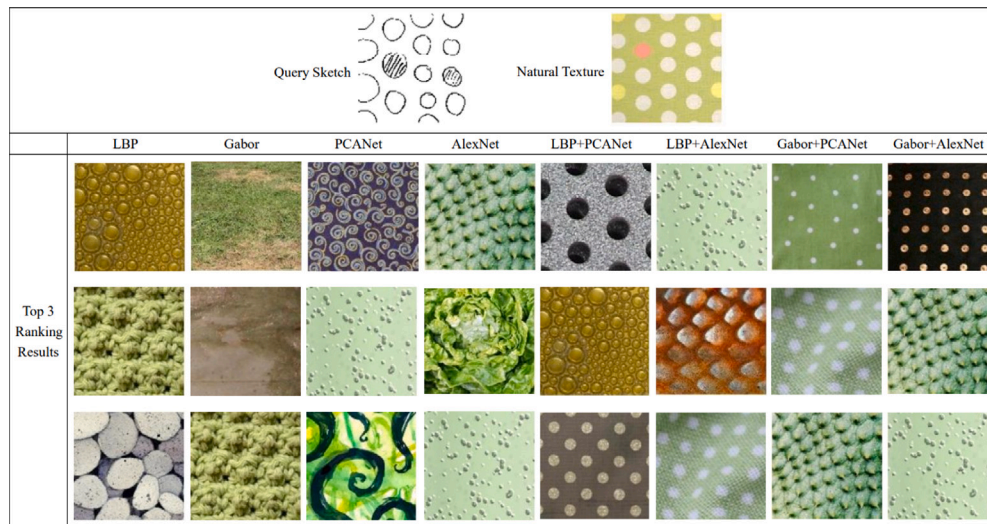 Query Sketch
Natural Texture
LBP
Gabor
PCANet
AlexNet
LBP+PCANet
LBP+AlexNet
Gabor+PCANet
Gabor+AlexNet
Top 3
Ranking
Results